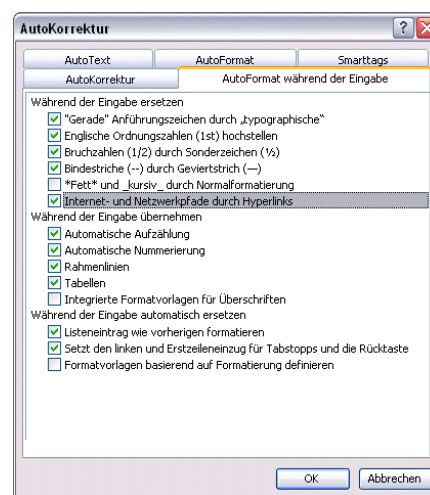 AutoKorrektur
AutoText AutoFormat Smarttags
AutoKorrektur AutoFormat während der Eingabe
Während der Eingabe ersetzen
"Gerade" Anführungszeichen durch „typographische“
Englische Ordnungszahlen (1st) hochstellen
Bruchzahlen (1/2) durch Sonderzeichen (½)
Bindestriche (--) durch Geviertstrich (—)
*Fett* und _kursiv_ durch Normalformatierung
Internet- und Netzwerkpfade durch Hyperlinks
Während der Eingabe übernehmen
Automatische Aufzählung
Automatische Nummerierung
Rahmenlinien
Tabellen
Integrierte Formatvorlagen für Überschriften
Während der Eingabe automatisch ersetzen
Listeneintrag wie vorherigen formatieren
Setzt den linken und Erstzeileneinzug für Tabstopps und die Rücktaste
Formatvorlagen basierend auf Formatierung definieren
OK Abbrechen